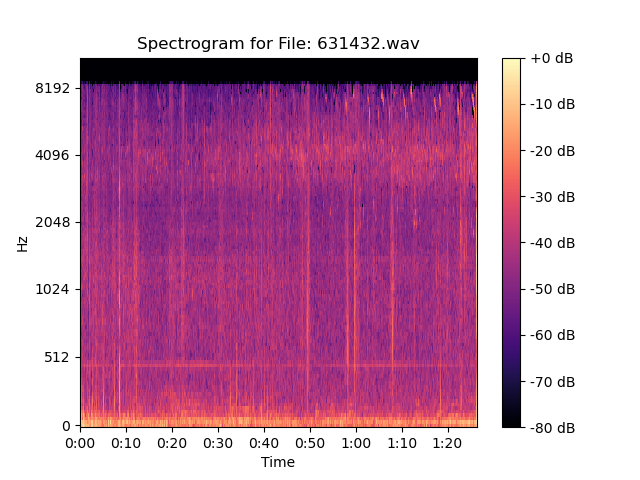 Spectrogram for File: 631432.wav
8192
4096
2048
1024
512
0
Hz
0:00 0:10 0:20 0:30 0:40 0:50 1:00 1:10 1:20
Time
+0 dB
-10 dB
-20 dB
-30 dB
-40 dB
-50 dB
-60 dB
-70 dB
-80 dB